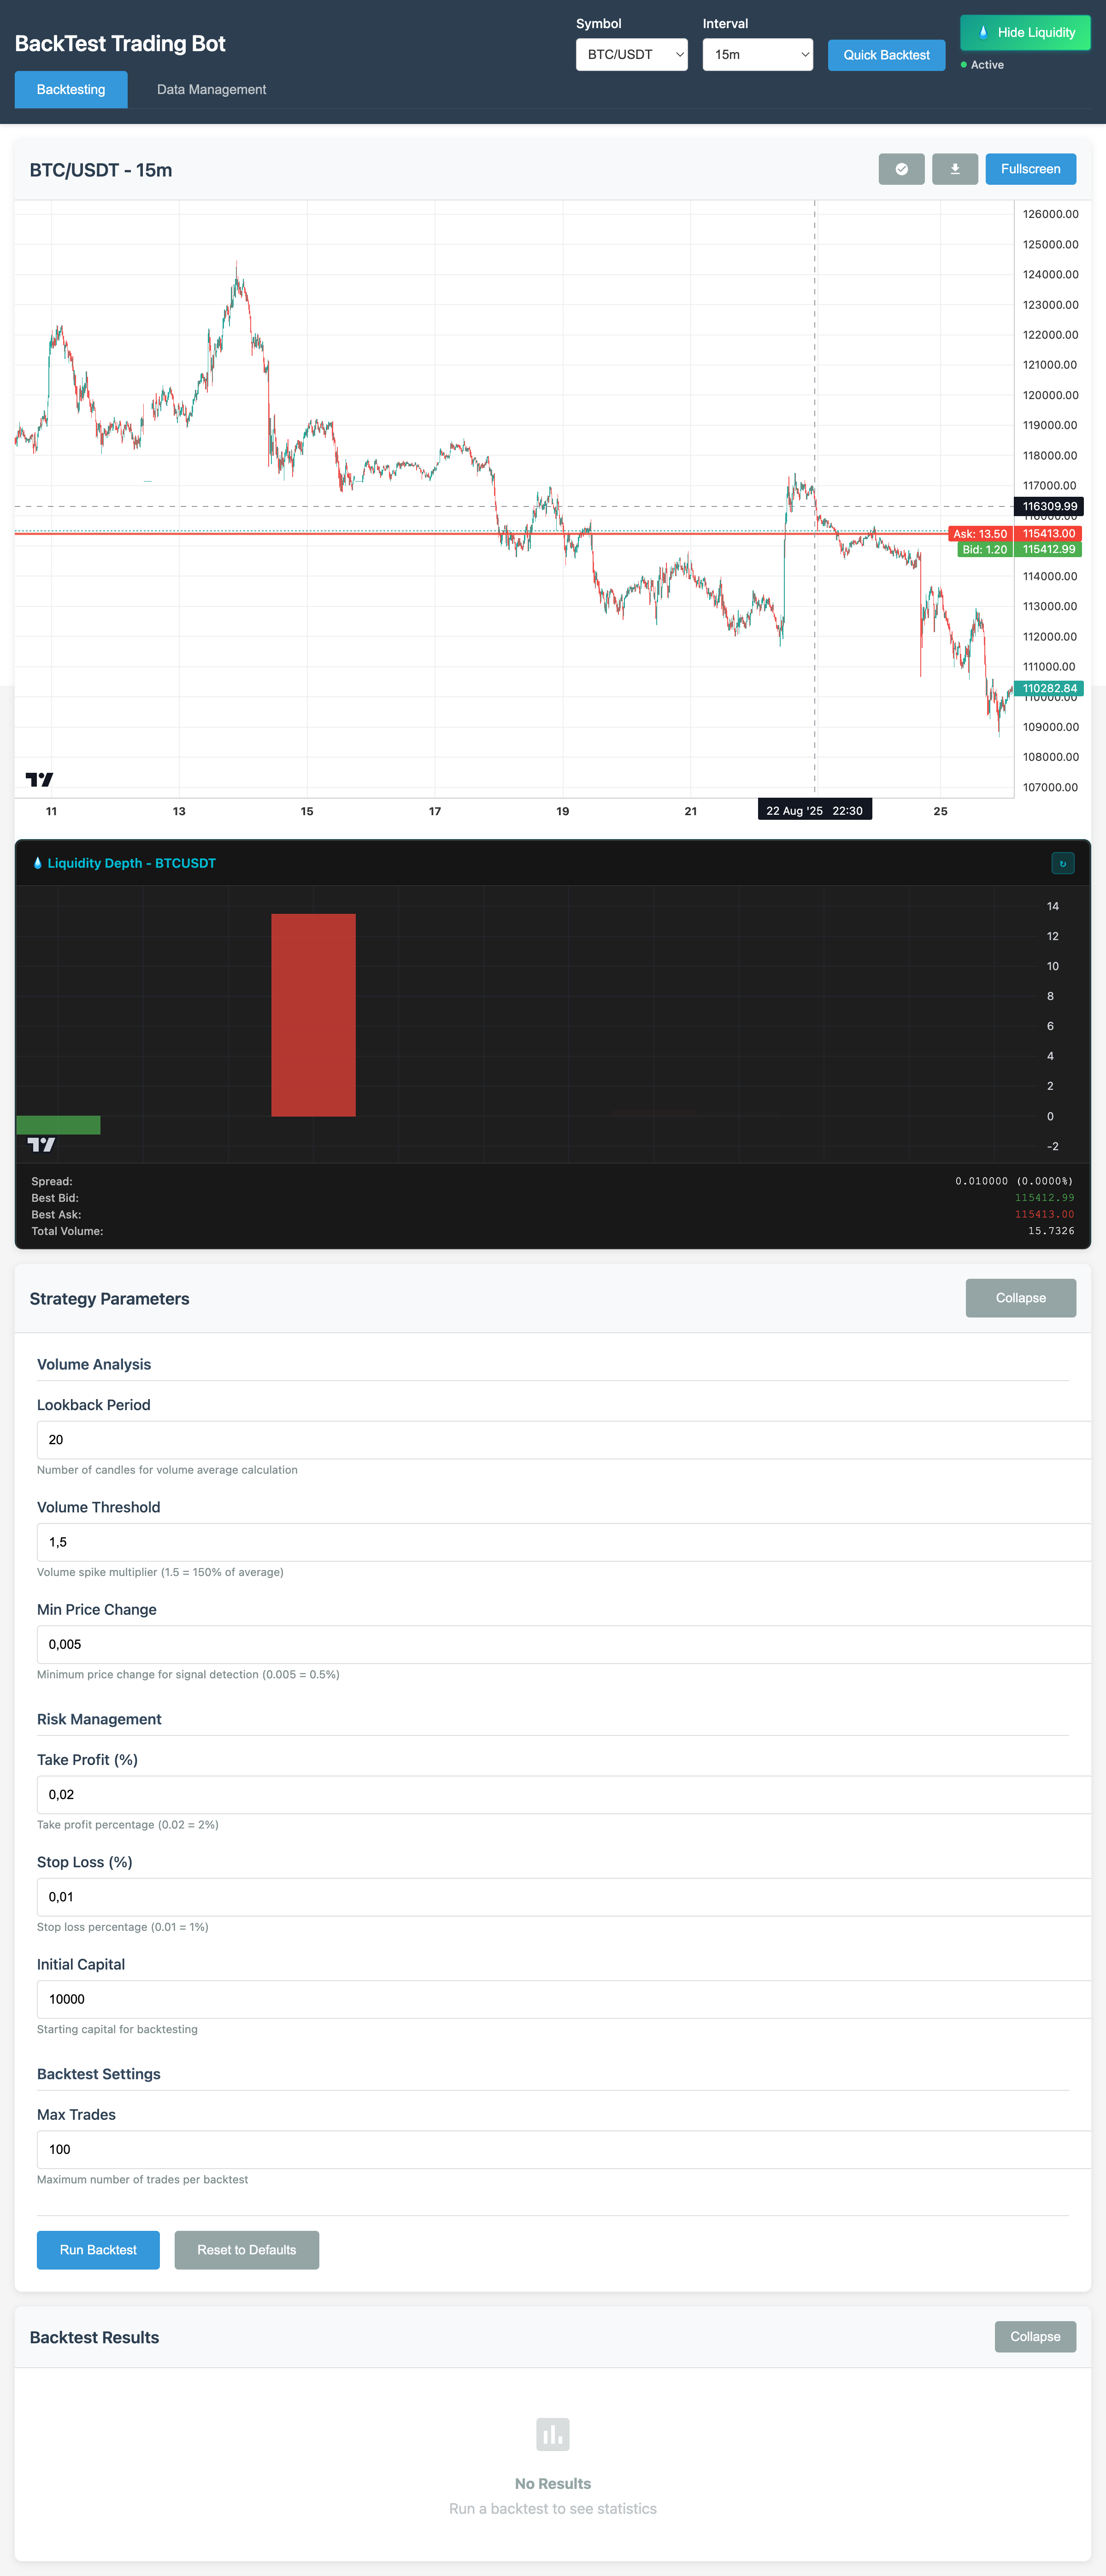 BackTest Trading Bot
Symbol
BTC/USDT
Interval
15m
Quick Backtest
Hide Liquidity
Active
Backtesting
Data Management
BTC/USDT - 15m
Fullscreen
126000.00
125000.00
124000.00
123000.00
122000.00
121000.00
120000.00
119000.00
118000.00
117000.00
116309.99
116000.00
Ask: 13.50 115413.00
Bid: 1.20 115412.99
114000.00
113000.00
112000.00
111000.00
110282.84
110000.00
109000.00
108000.00
107000.00
11 13 15 17 19 21 22 Aug '25 22:30 25
Liquidity Depth - BTCUSDT
14
12
10
8
6
4
2
0
-2
Spread: 0.010000 (0.0000%)
Best Bid: 115412.99
Best Ask: 115413.00
Total Volume: 15.7326
Strategy Parameters
Collapse
Volume Analysis
Lookback Period
20
Number of candles for volume average calculation
Volume Threshold
1,5
Volume spike multiplier (1.5 = 150% of average)
Min Price Change
0,005
Minimum price change for signal detection (0.005 = 0.5%)
Risk Management
Take Profit (%)
0,02
Take profit percentage (0.02 = 2%)
Stop Loss (%)
0,01
Stop loss percentage (0.01 = 1%)
Initial Capital
10000
Starting capital for backtesting
Backtest Settings
Max Trades
100
Maximum number of trades per backtest
Run Backtest
Reset to Defaults
Backtest Results
Collapse
No Results
Run a backtest to see statistics